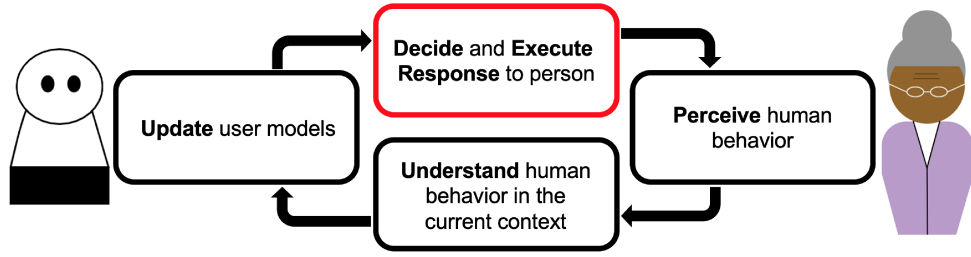 Decide and Execute
Response to person
Update user models
Perceive human
behavior
Understand human
behavior in the
current context